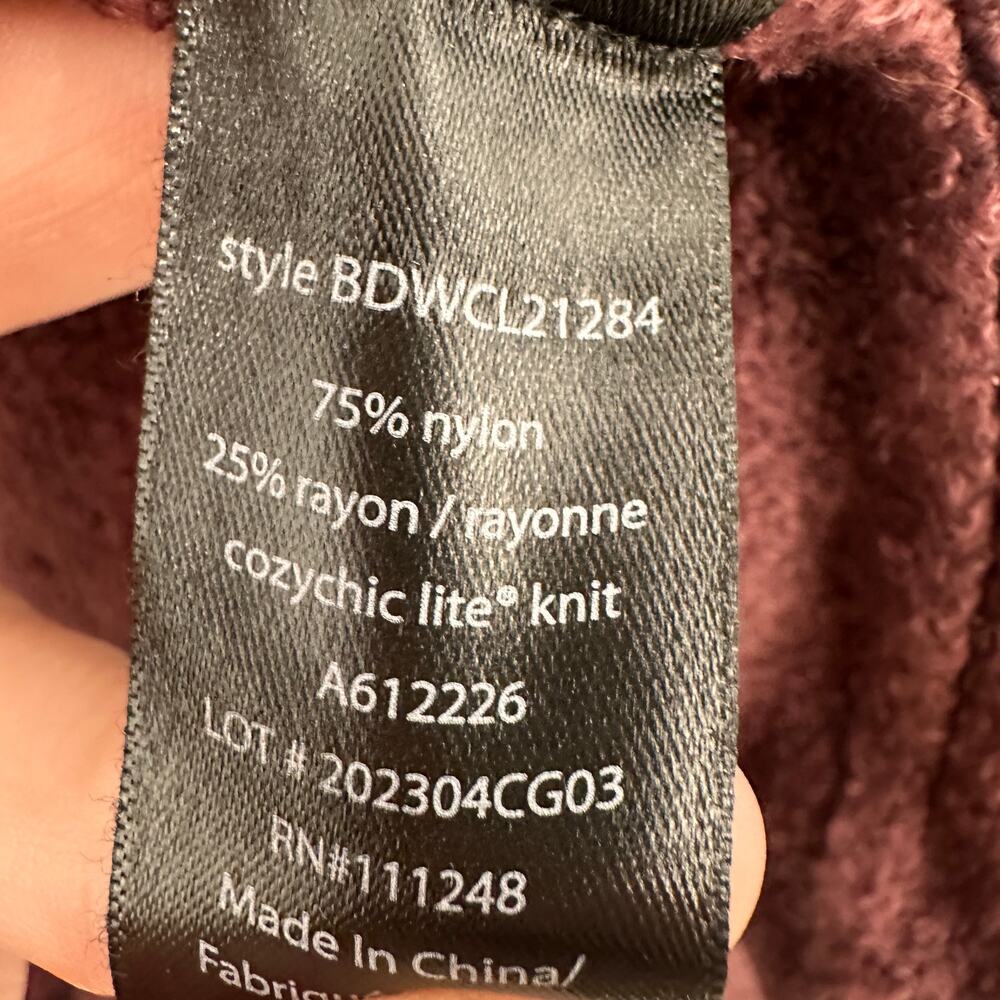 style BDWCL21284
75% nylon
25% rayon / rayonne
cozychic lite® knit
A612226
LOT # 202304CG03
RN#111248
Made In China/